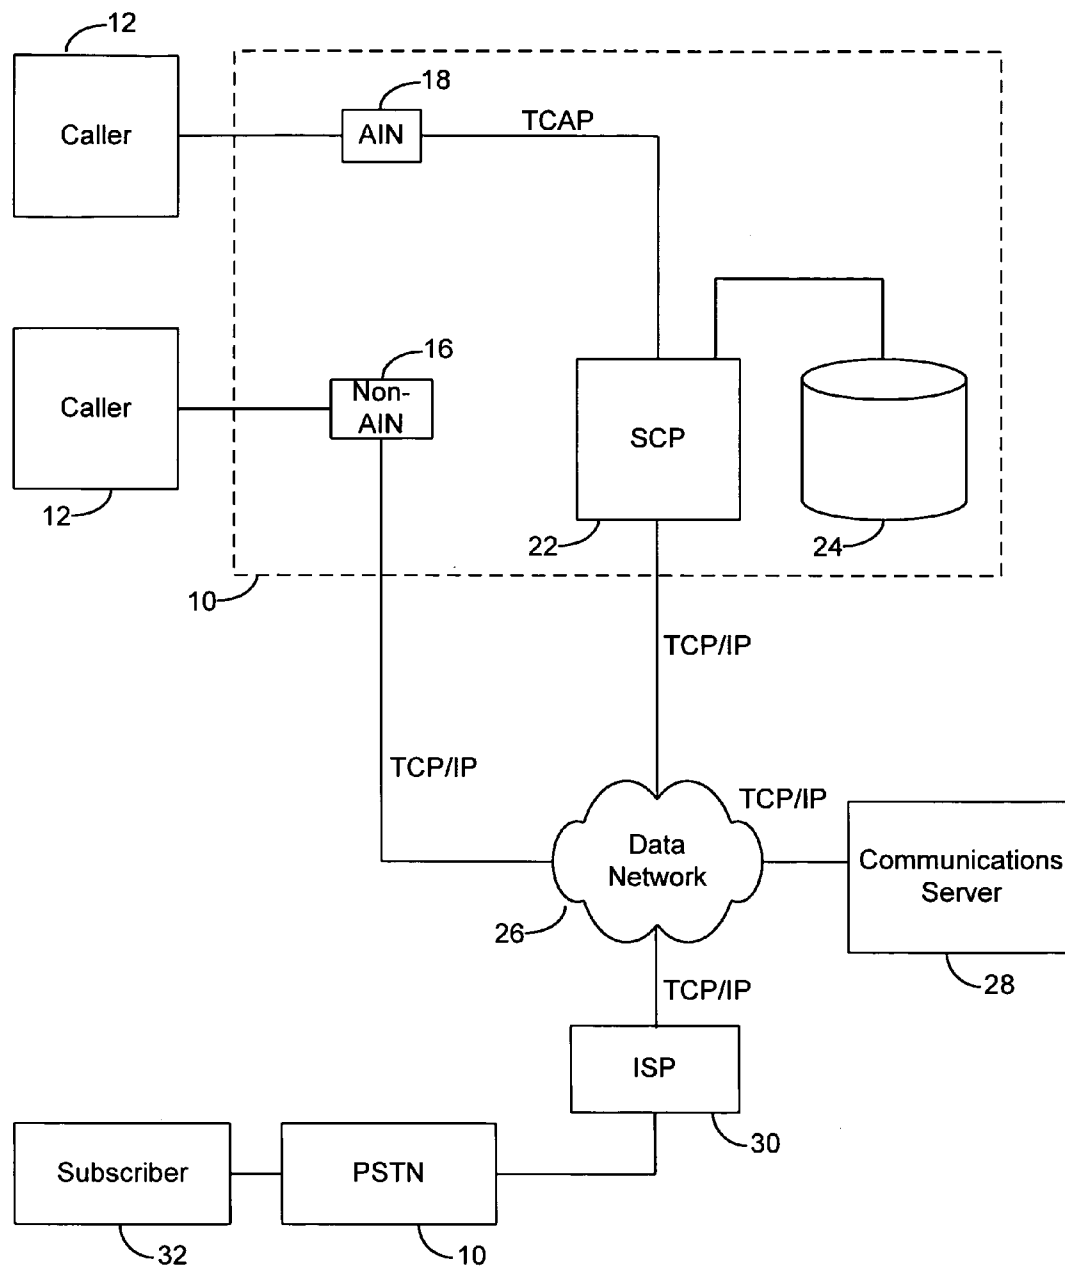 12
18
Caller
AIN
TCAP
16
Caller
Non-
AIN
SCP
12
22
24
10
TCP/IP
TCP/IP
TCP/IP
Data
Network
Communications
Server
26
28
TCP/IP
ISP
30
Subscriber
PSTN
32
10